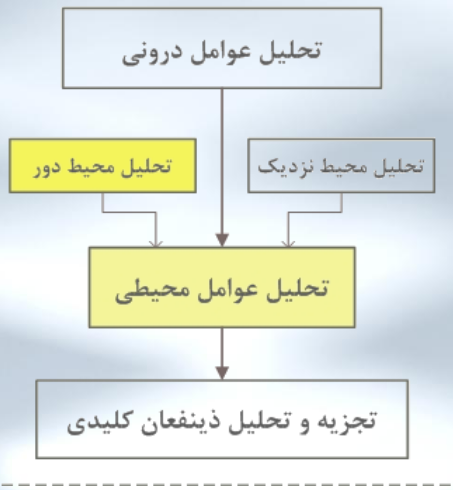 تحلیل عوامل درونی
تحلیل محیط نزدیک
تحلیل محیط دور
تحلیل عوامل محیطی
تجزیه و تحلیل ذینفعان کلیدی